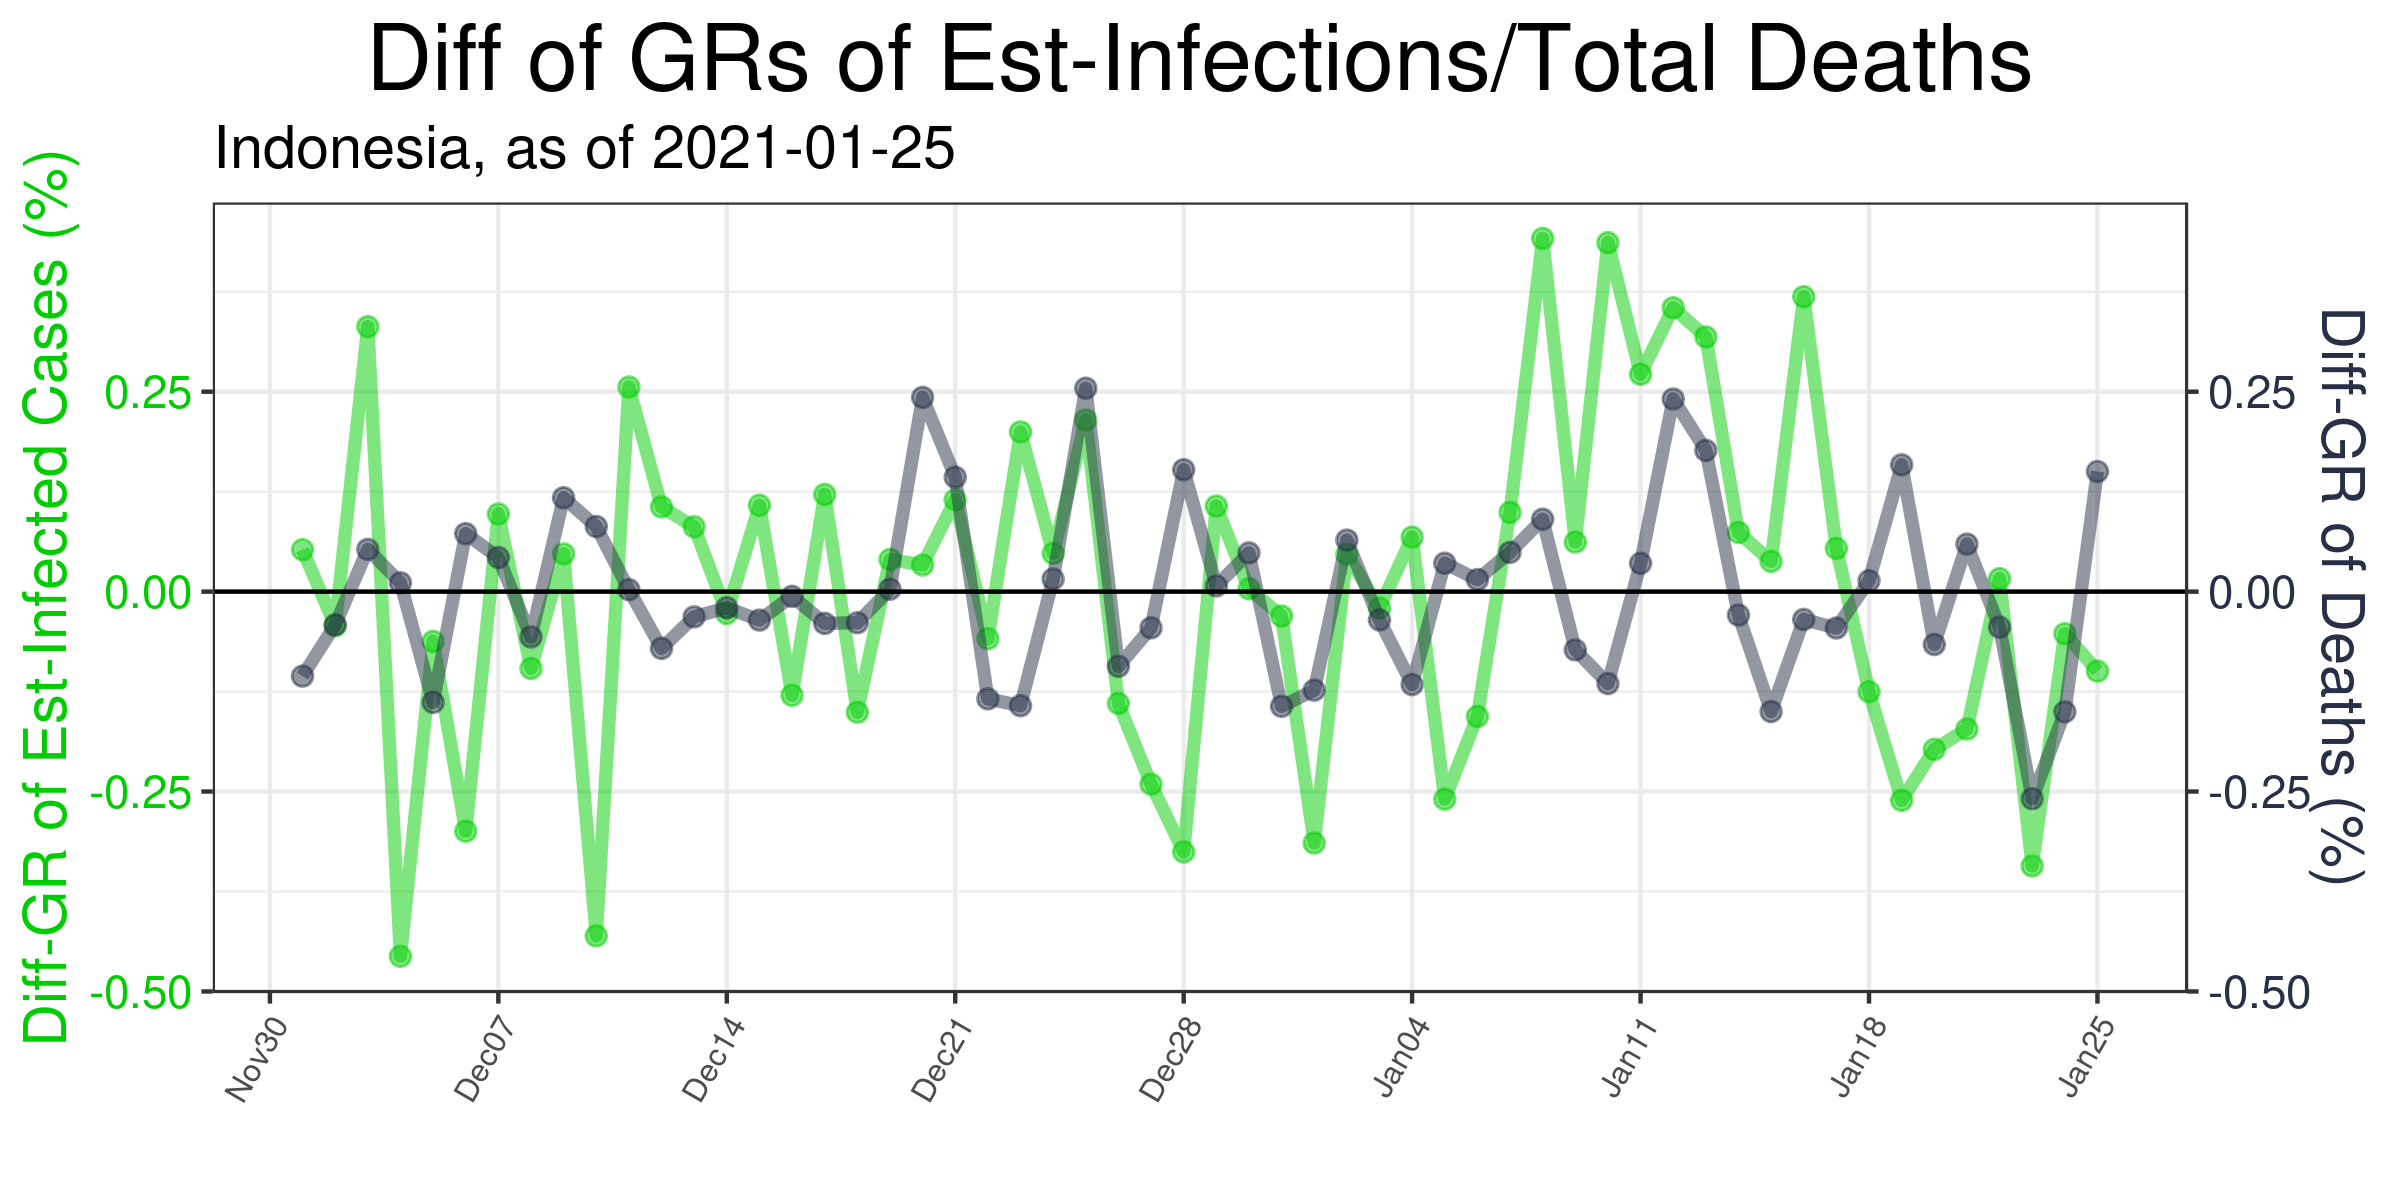 Diff of GRs of Est-Infections/Total Deaths
Indonesia, as of 2021-01-25
Diff-GR of Est-Infected Cases (%)
0.25
0.00
-0.25
-0.50
0.25
0.00
-0.25
-0.50
Diff-GR of Deaths (%)
Nov30
Dec07
Dec14
Dec21
Dec28
Jan04
Jan11
Jan18
Jan25